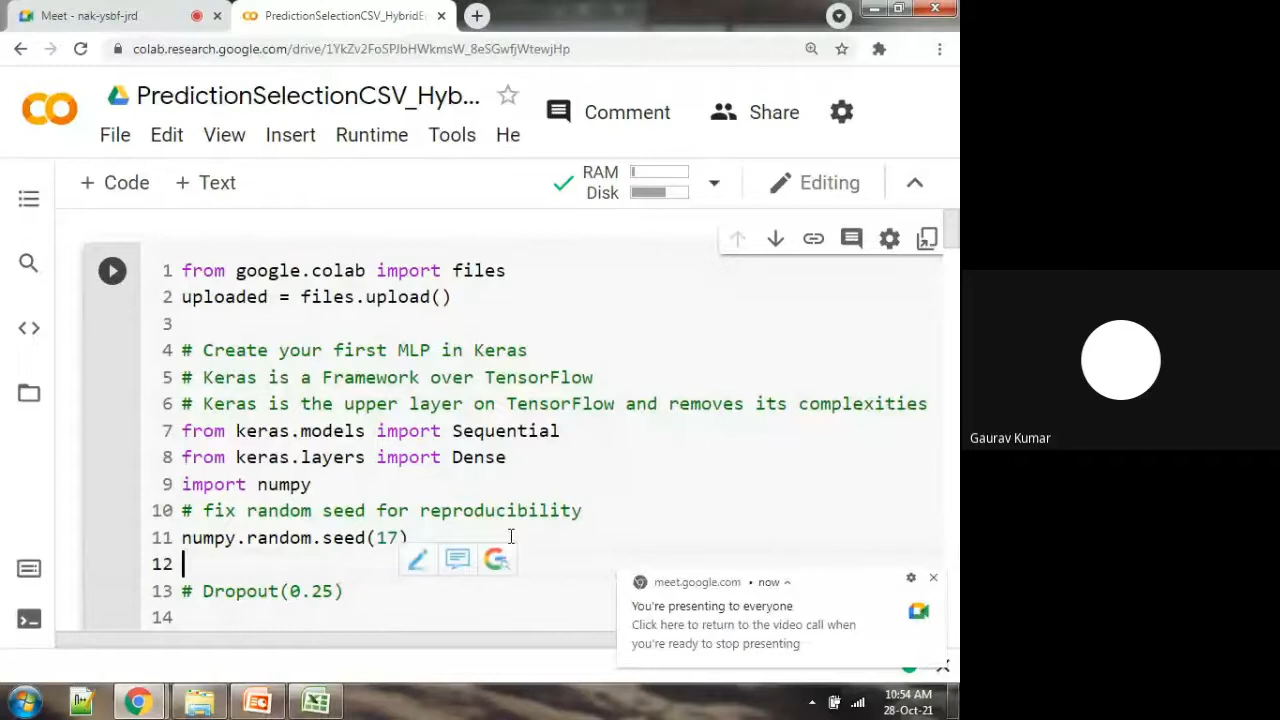 Meet - nak-ysbf-jrd
PredictionSelectionCSV_HybridE
colab.research.google.com/drive/1YkZv2FoSPJbHWkmsW_8eSGwfjWtewjHp
PredictionSelectionCSV_Hyb...
Comment
Share
File Edit View Insert Runtime Tools He
+ Code + Text
RAM
Disk
Editing
1 from google.colab import files
2 uploaded = files.upload()
3
4 # Create your first MLP in Keras
5 # Keras is a Framework over TensorFlow
6 # Keras is the upper layer on TensorFlow and removes its complexities
7 from keras.models import Sequential
8 from keras.layers import Dense
9 import numpy
10 # fix random seed for reproducibility
11 numpy.random.seed(17)
12
13 # Dropout(0.25)
14
meet.google.com • now
You're presenting to everyone
Click here to return to the video call when
you're ready to stop presenting
Gaurav Kumar
10:54 AM
28-Oct-21